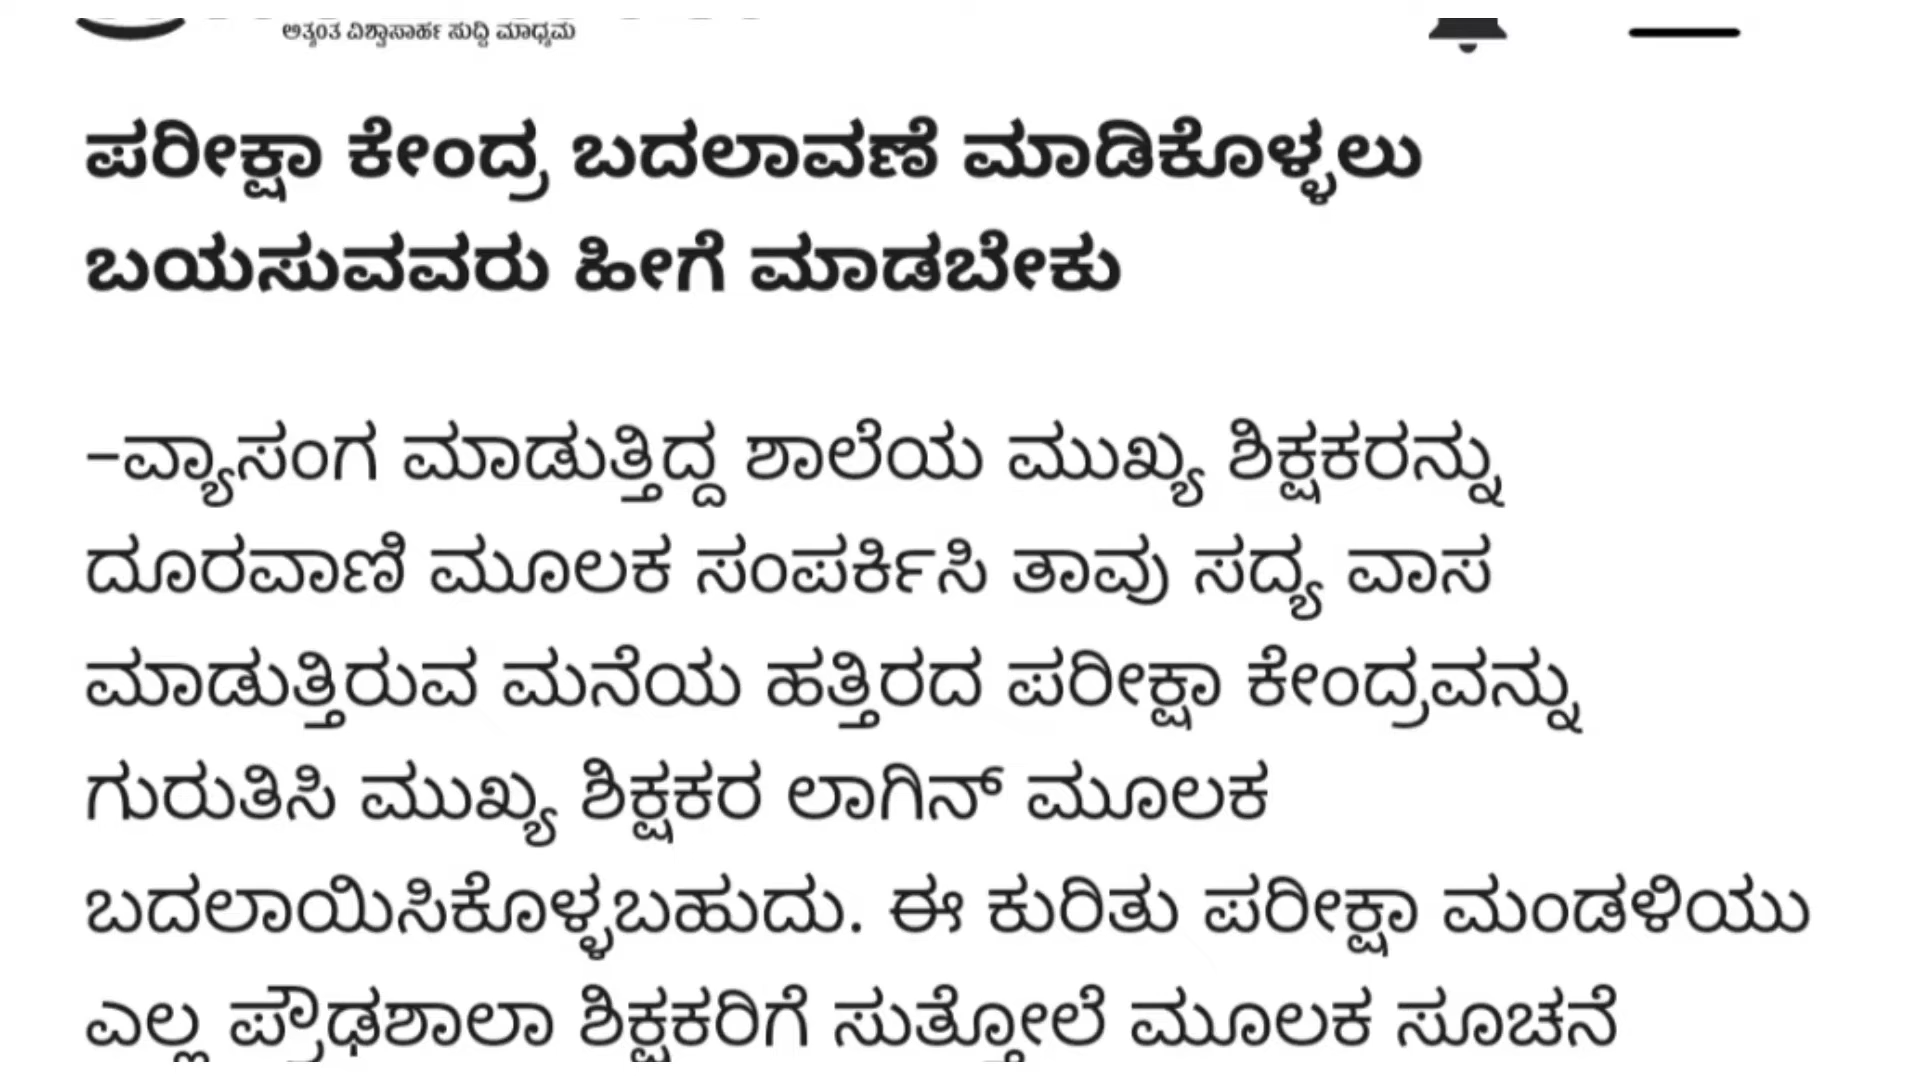 ಅತ್ಯಂತ ವಿಶ್ವಾಸಾರ್ಹ ಸುದ್ದಿ ಮಾಧ್ಯಮ
ಪರೀಕ್ಷಾ ಕೇಂದ್ರ ಬದಲಾವಣೆ ಮಾಡಿಕೊಳ್ಳಲು
ಬಯಸುವವರು ಹೀಗೆ ಮಾಡಬೇಕು
–ವ್ಯಾಸಂಗ ಮಾಡುತ್ತಿದ್ದ ಶಾಲೆಯ ಮುಖ್ಯ ಶಿಕ್ಷಕರನ್ನು
ದೂರವಾಣಿ ಮೂಲಕ ಸಂಪರ್ಕಿಸಿ ತಾವು ಸದ್ಯ ವಾಸ
ಮಾಡುತ್ತಿರುವ ಮನೆಯ ಹತ್ತಿರದ ಪರೀಕ್ಷಾ ಕೇಂದ್ರವನ್ನು
ಗುರುತಿಸಿ ಮುಖ್ಯ ಶಿಕ್ಷಕರ ಲಾಗಿನ್ ಮೂಲಕ
ಬದಲಾಯಿಸಿಕೊಳ್ಳಬಹುದು. ಈ ಕುರಿತು ಪರೀಕ್ಷಾ ಮಂಡಳಿಯು
ಎಲ್ಲ ಪ್ರೌಢಶಾಲಾ ಶಿಕ್ಷಕರಿಗೆ ಸುತ್ತೋಲೆ ಮೂಲಕ ಸೂಚನೆ